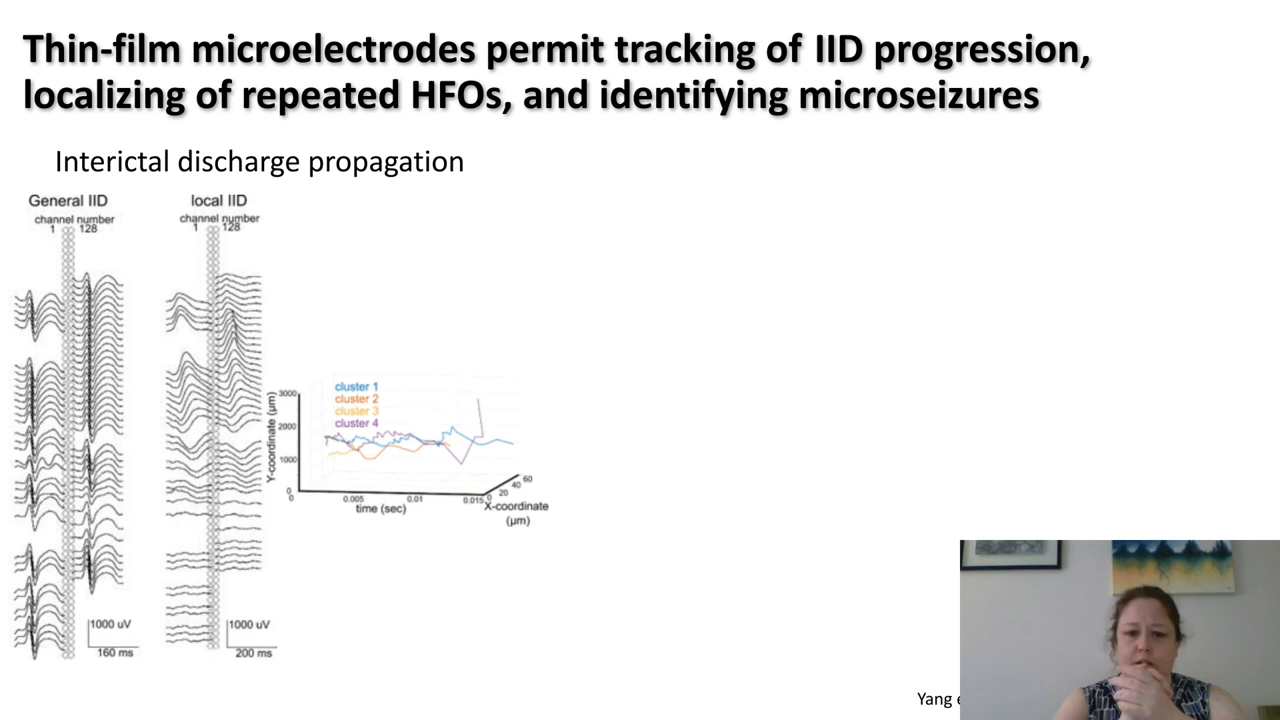 Thin-film microelectrodes permit tracking of IID progression,
localizing of repeated HFOs, and identifying microseizures
Interictal discharge propagation
General IID
channel number
1 128
1000 uV
160 ms
local IID
channel number
1 128
1000 uV
200 ms
cluster 1
cluster 2
cluster 3
cluster 4
Y-coordinate (μm)
3000
2000
1000
0
0 0.005 0.01 0.015
time (sec)
0 20 40 60
X-coordinate
(μm)
Yang